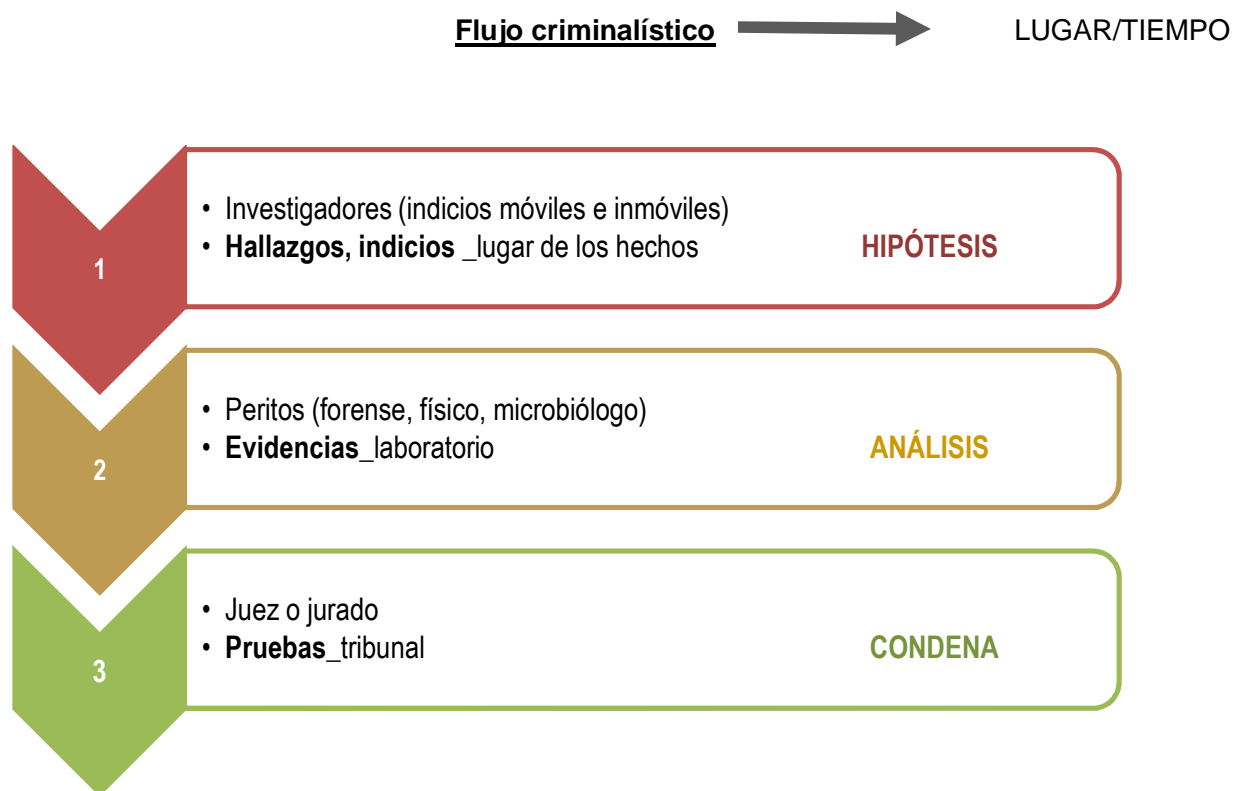 Flujo criminalístico LUGAR/TIEMPO
1
• Investigadores (indicios móviles e inmóviles)
• Hallazgos, indicios _lugar de los hechos HIPÓTESIS
2
• Peritos (forense, físico, microbiólogo)
• Evidencias_laboratorio ANÁLISIS
3
• Juez o jurado
• Pruebas_tribunal CONDENA